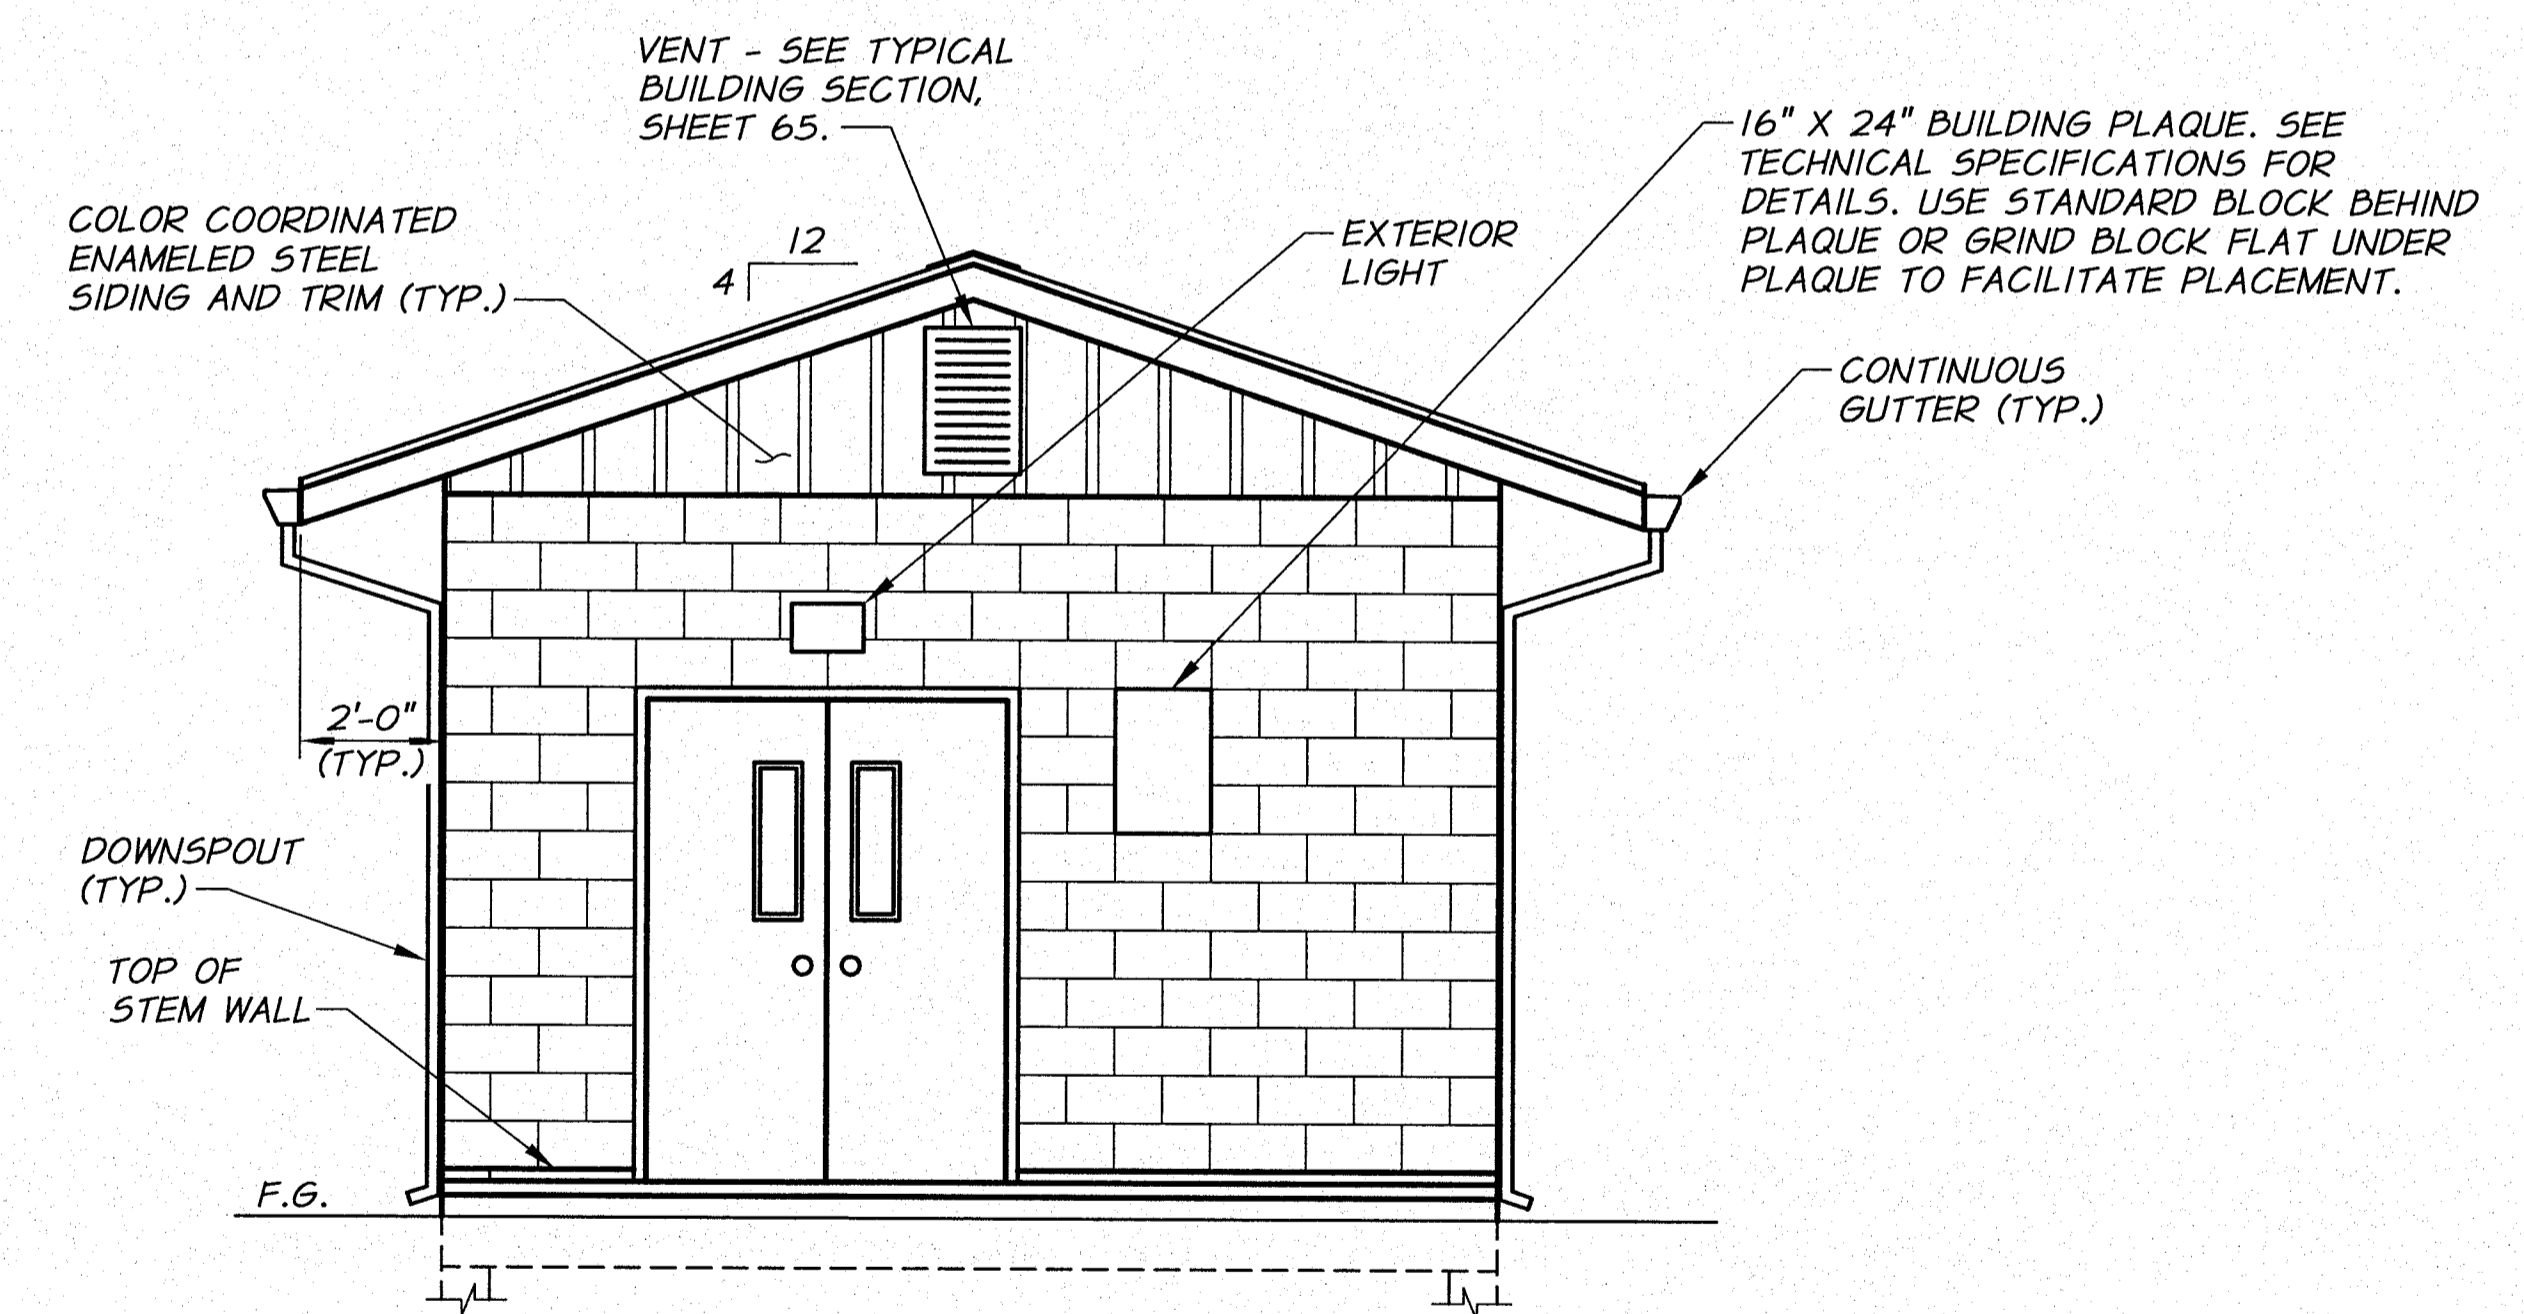 VENT - SEE TYPICAL
BUILDING SECTION,
SHEET 65.
16" X 24" BUILDING PLAQUE. SEE
TECHNICAL SPECIFICATIONS FOR
DETAILS. USE STANDARD BLOCK BEHIND
PLAQUE OR GRIND BLOCK FLAT UNDER
PLAQUE TO FACILITATE PLACEMENT.
COLOR COORDINATED
ENAMELED STEEL
SIDING AND TRIM (TYP.)
12
4
EXTERIOR
LIGHT
CONTINUOUS
GUTTER (TYP.)
2'-0"
(TYP.)
DOWNSPOUT
(TYP.)
TOP OF
STEM WALL
F.G.